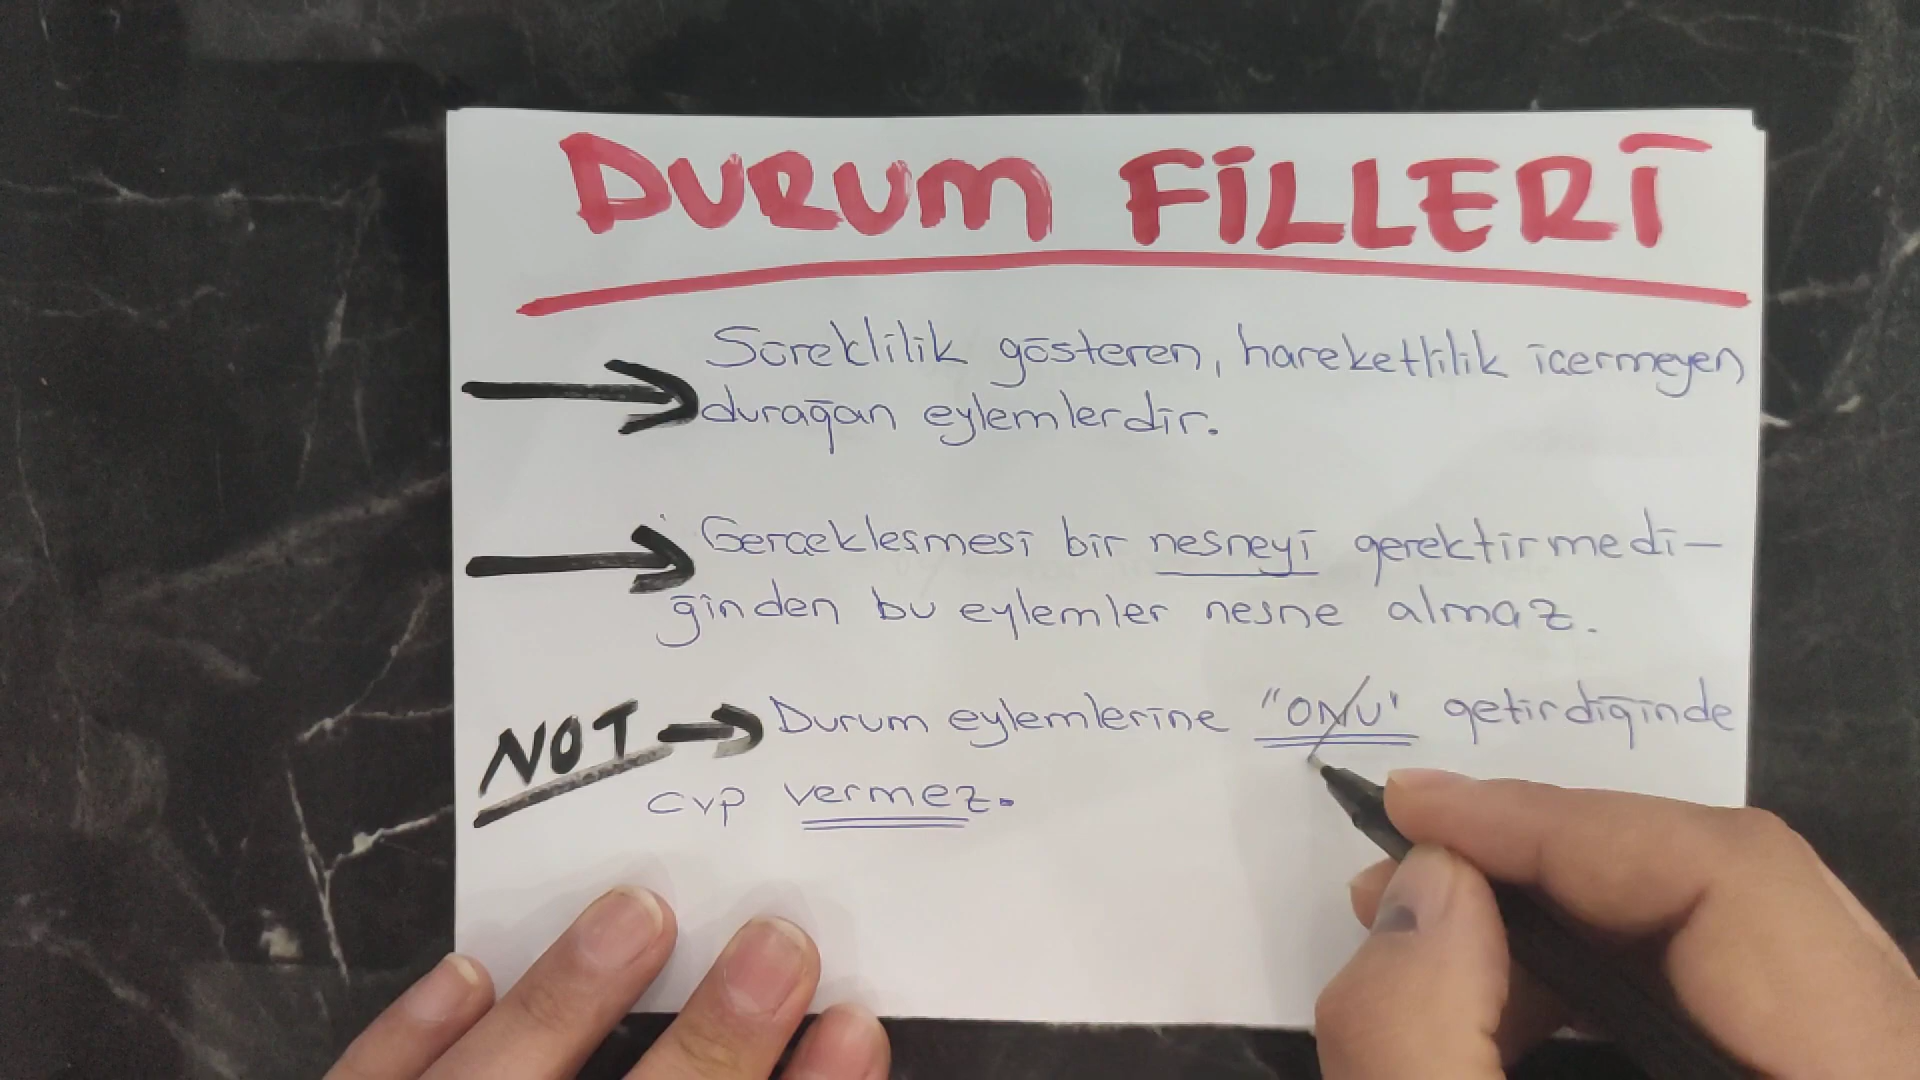 DURUM FİLLERİ
Süreklilik gösteren, hareketlilik içermeyen
durağan eylemlerdir.
Gerçekleşmesi bir nesneyi gerektirmedi-
ğinden bu eylemler nesne almaz.
NOT → Durum eylemlerine "ONU" getirdiğinde
cvp vermez.